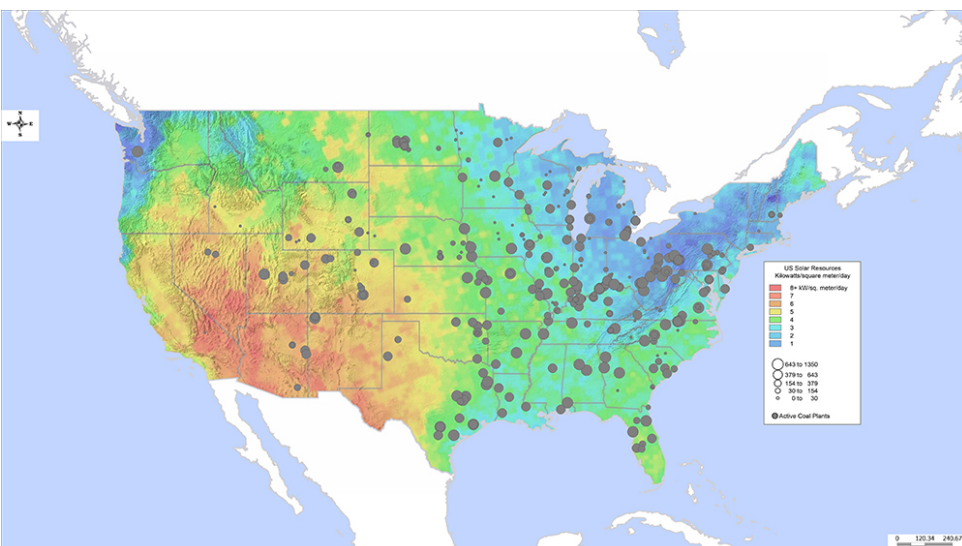 N
W E
S
US Solar Resources
Kilowatts/square meter/day
8+ kW/sq. meter/day
7
6
5
4
3
2
1
643 to 1350
379 to 643
154 to 379
30 to 154
0 to 30
Active Coal Plants
0 120.34 240.67